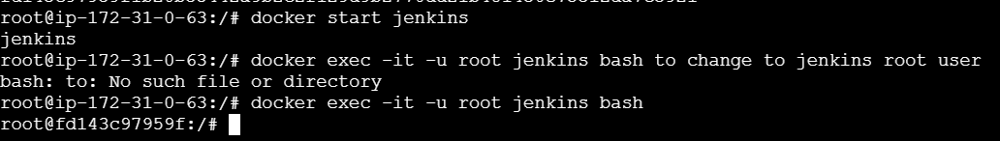 root@ip-172-31-0-63:/# docker start jenkins
jenkins
root@ip-172-31-0-63:/# docker exec -it -u root jenkins bash to change to jenkins root user
bash: to: No such file or directory
root@ip-172-31-0-63:/# docker exec -it -u root jenkins bash
root@fd143c97959f:/#